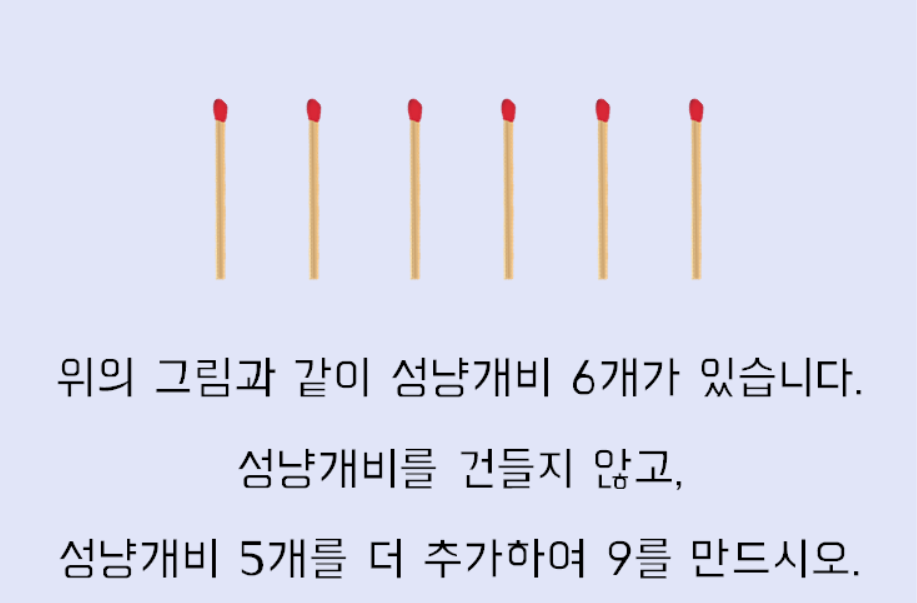 위의 그림과 같이 성냥개비 6개가 있습니다.
성냥개비를 건들지 않고,
성냥개비 5개를 더 추가하여 9를 만드시오.